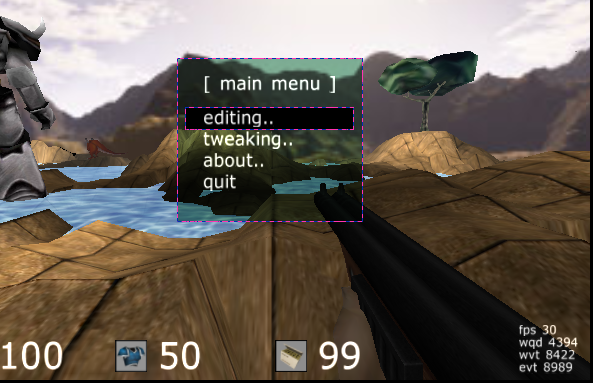 [ main menu ]
editing..
tweaking..
about..
quit
fps 30
wqd 4394
wvt 8422
evt 8989
100 50 99